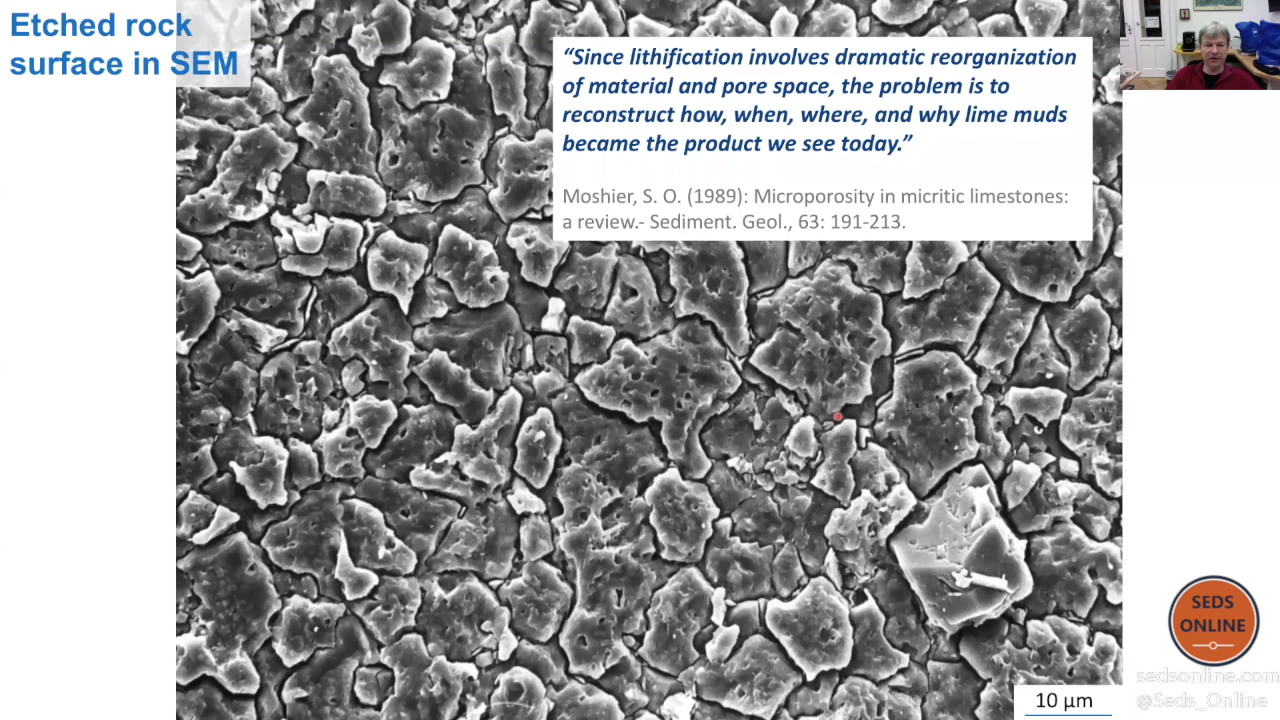 Etched rock
surface in SEM
“Since lithification involves dramatic reorganization
of material and pore space, the problem is to
reconstruct how, when, where, and why lime muds
became the product we see today.”
Moshier, S. O. (1989): Microporosity in micritic limestones:
a review.- Sediment. Geol., 63: 191-213.
SEDS
ONLINE
sedsonline.com
@Seds_Online
10 µm